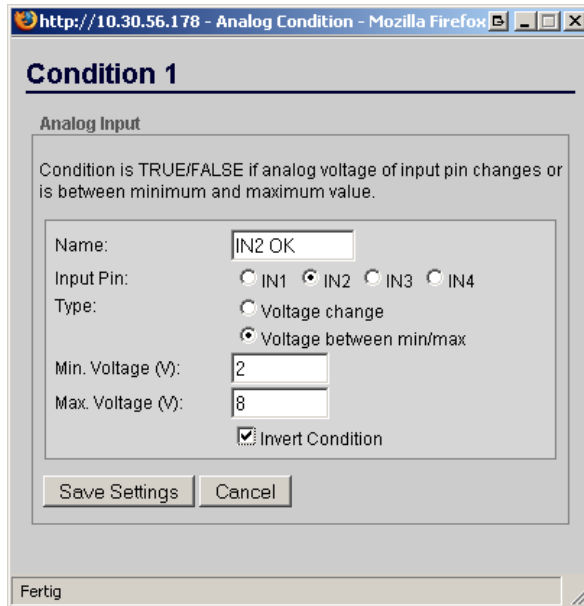 http://10.30.56.178 - Analog Condition - Mozilla Firefox
Condition 1
Analog Input
Condition is TRUE/FALSE if analog voltage of input pin changes or
is between minimum and maximum value.
Name: IN2 OK
Input Pin: IN1 IN2 IN3 IN4
Type: Voltage change
Voltage between min/max
Min. Voltage (V): 2
Max. Voltage (V): 8
Invert Condition
Save Settings Cancel
Fertig